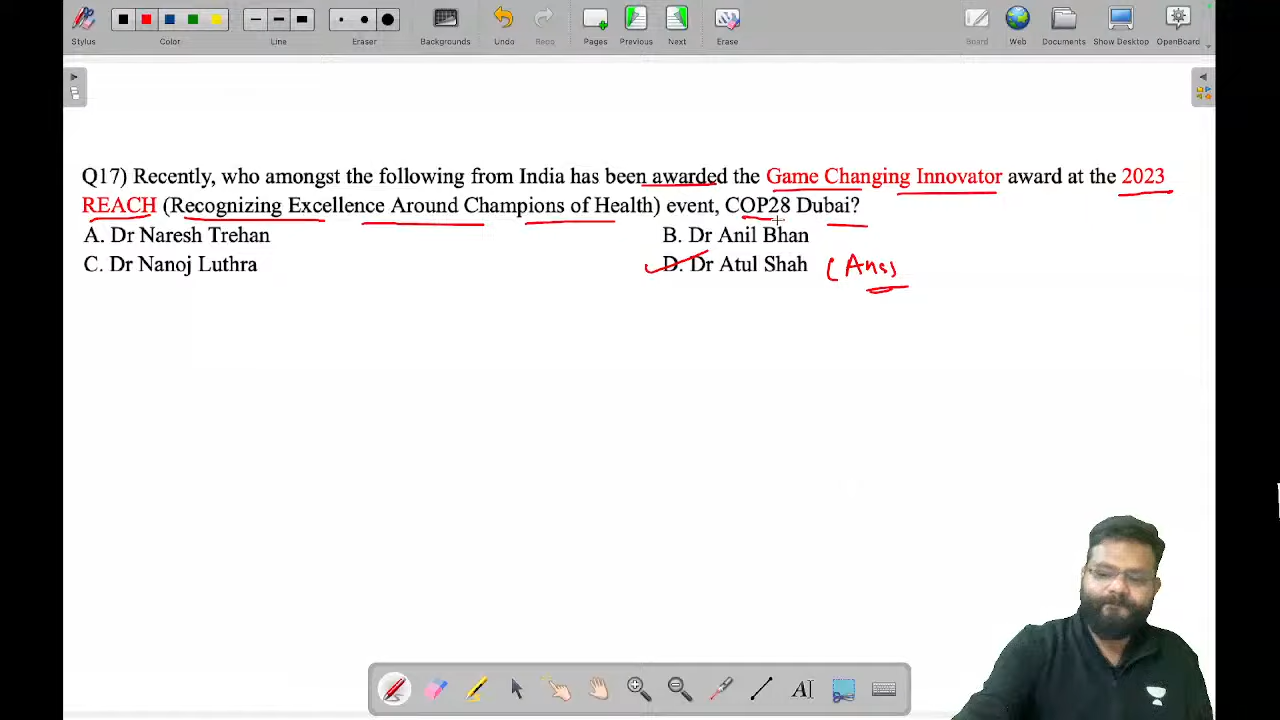 Stylus
Color
Line
Eraser
Backgrounds
Undo
Redo
Pages
Previous
Next
Erase
Board
Web
Documents
Show Desktop
OpenBoard
Q17) Recently, who amongst the following from India has been awarded the Game Changing Innovator award at the 2023
REACH (Recognizing Excellence Around Champions of Health) event, COP28 Dubai?
A. Dr Naresh Trehan
B. Dr Anil Bhan
C. Dr Nanoj Luthra
D. Dr Atul Shah (Ans)